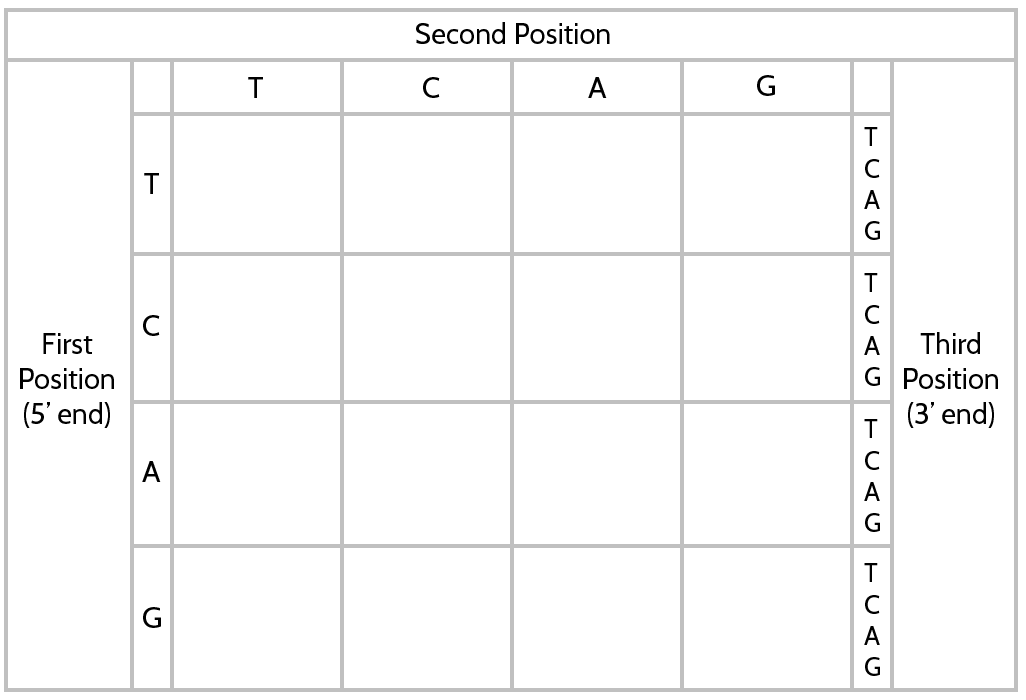 Second Position
T C A G
T
T
C
A
G
First
Position
(5’ end)
C
T
C
A
G
Third
Position
(3’ end)
A
T
C
A
G
G
T
C
A
G